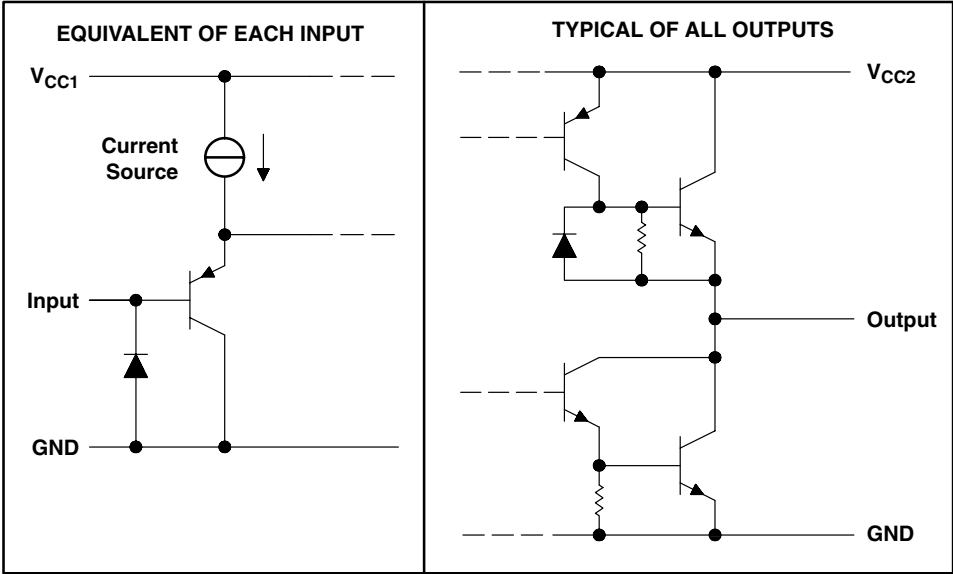 EQUIVALENT OF EACH INPUT
VCC1
Current
Source
Input
GND
TYPICAL OF ALL OUTPUTS
VCC2
Output
GND